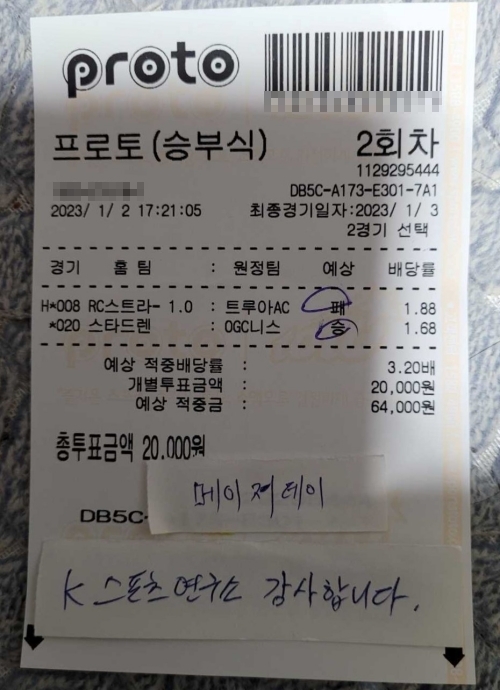 proto
프로토(승부식) 2회차
1129295444
DB5C-A173-E301-7A1
2023/ 1/ 2 17:21:05 최종경기일자:2023/ 1/ 3
2경기 선택
경기 홈 팀 : 원정팀 예상 배당률
H*008 RC스트라- 1.0 : 트루아AC 패 1.88
*020 스타드렌 : OGC니스 승 1.68
예상 적중배당률 : 3.20배
개별투표금액 : 20,000원
예상 적중금 : 64,000원
총투표금액 20,000원
메이저데이
DB5C-
K 스포츠연구소 감사합니다.